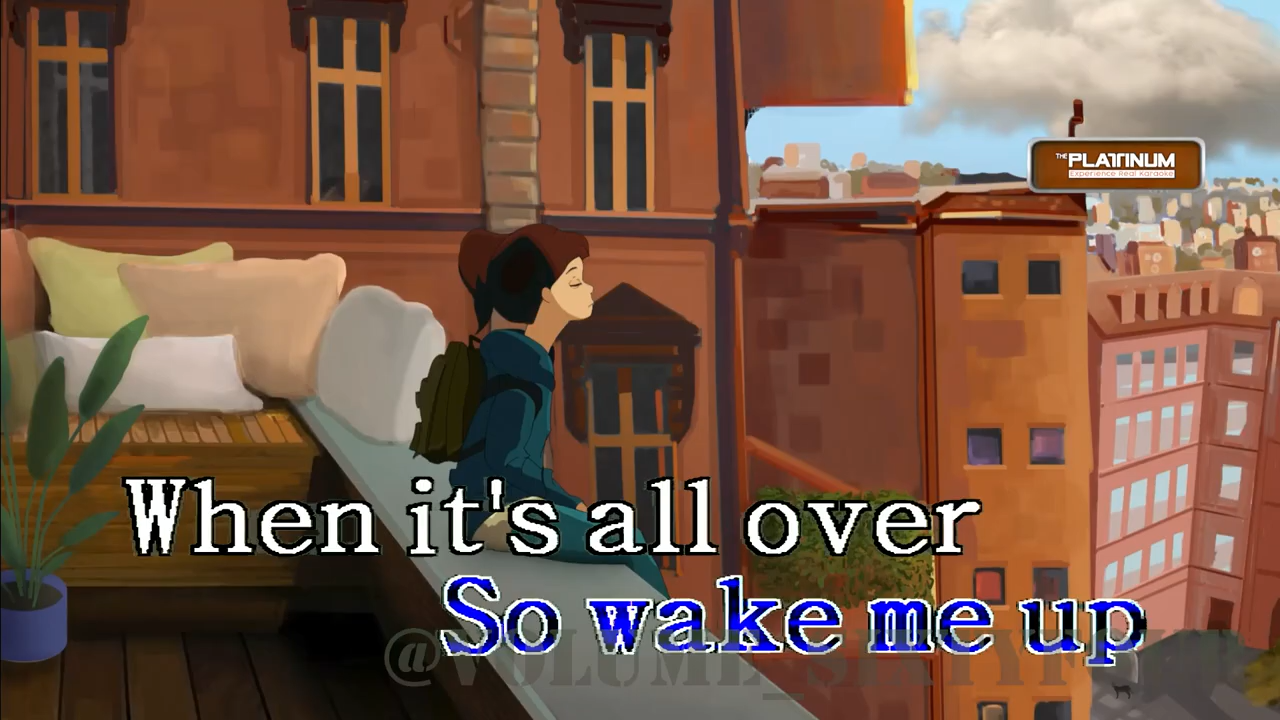 THE PLATINUM
Experience Real Karaoke
When it's all over
So wake me up